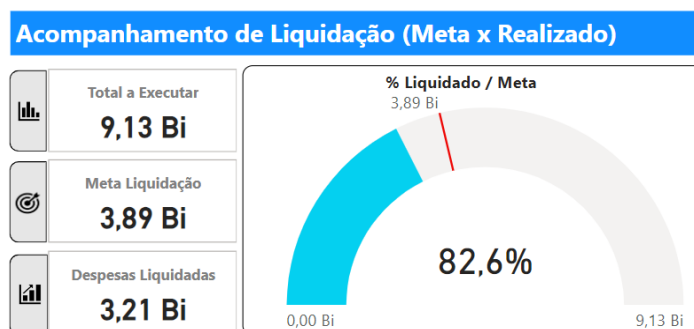 Acompanhamento de Liquidação (Meta x Realizado)
Total a Executar
9,13 Bi
Meta Liquidação
3,89 Bi
Despesas Liquidadas
3,21 Bi
% Liquidado / Meta
3,89 Bi
82,6%
0,00 Bi
9,13 Bi